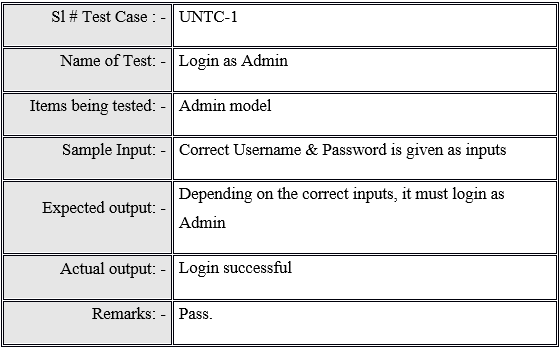 Sl # Test Case : - UNTC-1
Name of Test: - Login as Admin
Items being tested: - Admin model
Sample Input: - Correct Username & Password is given as inputs
Expected output: - Depending on the correct inputs, it must login as
Admin
Actual output: - Login successful
Remarks: - Pass.